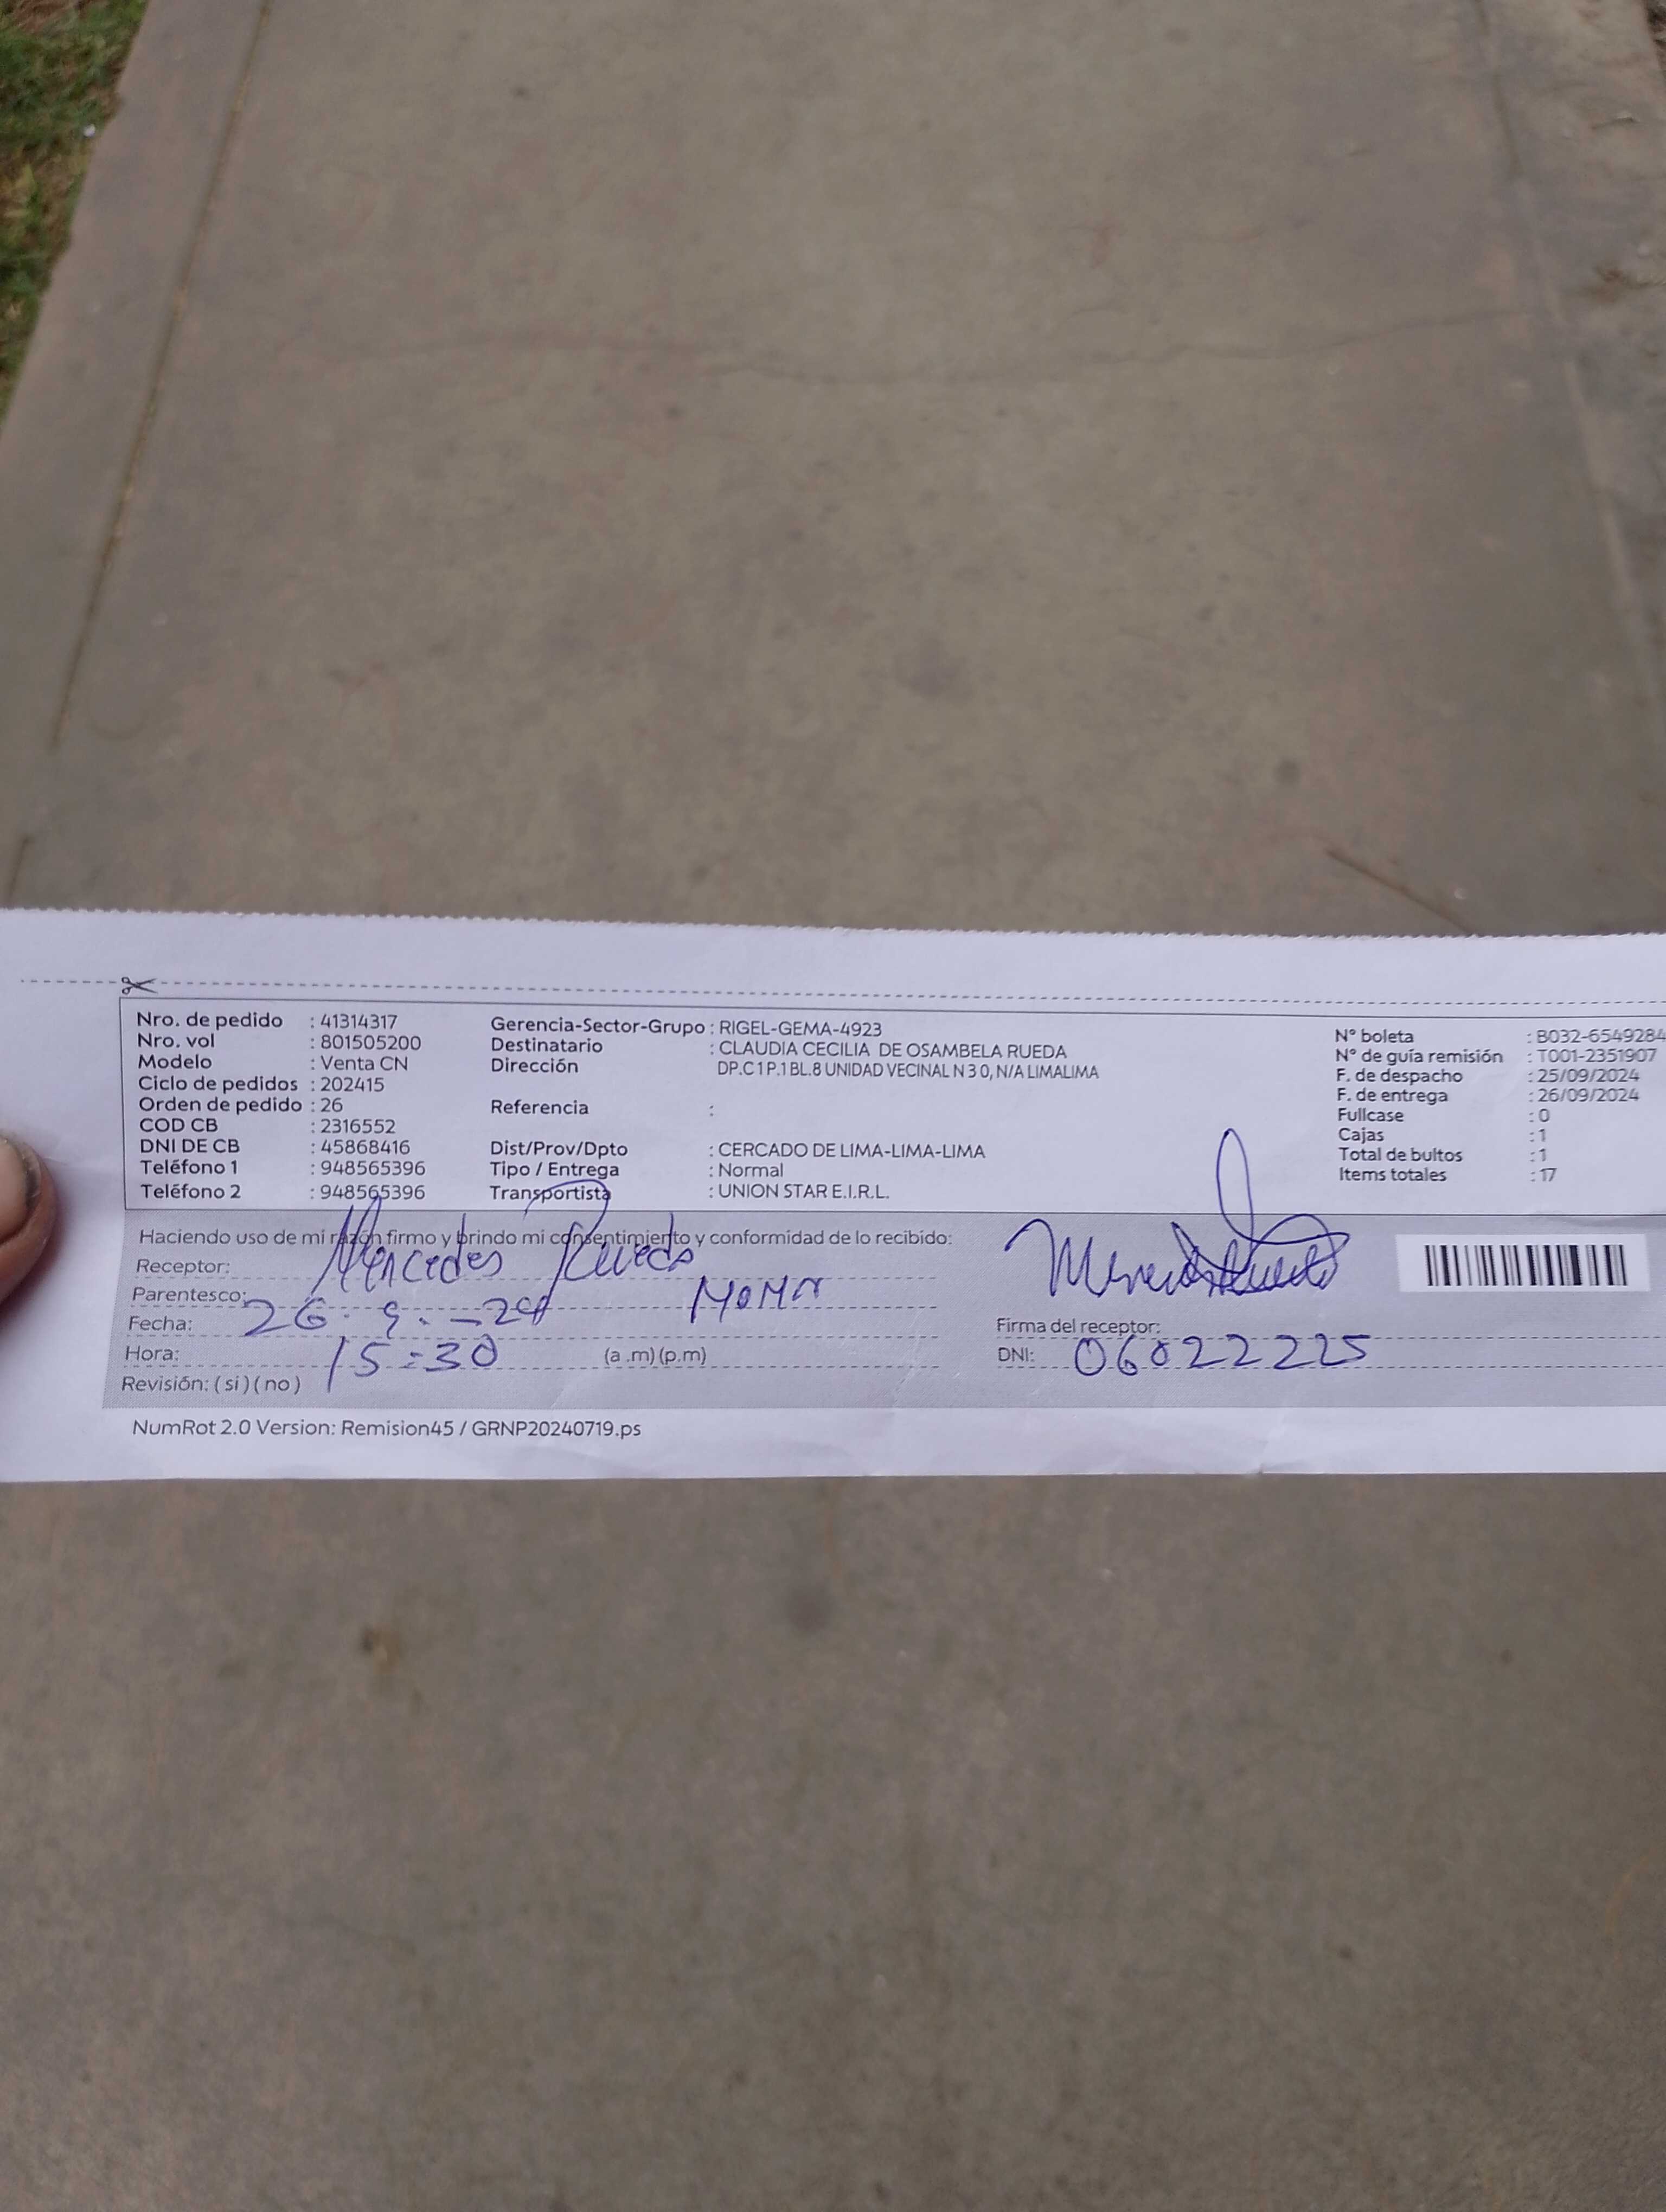 Nro. de pedido : 41314317
Nro. vol : 801505200
Modelo : Venta CN
Ciclo de pedidos : 202415
Orden de pedido : 26
COD CB : 2316552
DNI DE CB : 45868416
Teléfono 1 : 948565396
Teléfono 2 : 948565396
Gerencia-Sector-Grupo : RIGEL-GEMA-4923
Destinatario : CLAUDIA CECILIA DE OSAMBELA RUEDA
Dirección DP.C 1 P.1 BL.8 UNIDAD VECINAL N 3 0, N/A LIMALIMA
Referencia :
Dist/Prov/Dpto : CERCADO DE LIMA-LIMA-LIMA
Tipo / Entrega : Normal
Transportista : UNION STAR E.I.R.L.
N° boleta : B032-6549284
N° de guía remisión : T001-2351907
F. de despacho : 25/09/2024
F. de entrega : 26/09/2024
Fullcase : 0
Cajas : 1
Total de bultos : 1
Items totales : 17
Haciendo uso de mi razón firmo y brindo mi consentimiento y conformidad de lo recibido:
Receptor: Mercedes Rueda
Parentesco: MAMA
Fecha: 26-9-24
Hora: 15:30 (a .m) (p.m)
Revisión: ( si ) ( no )
Firma del receptor:
DNI: 06022225
NumRot 2.0 Version: Remision45 / GRNP20240719.ps